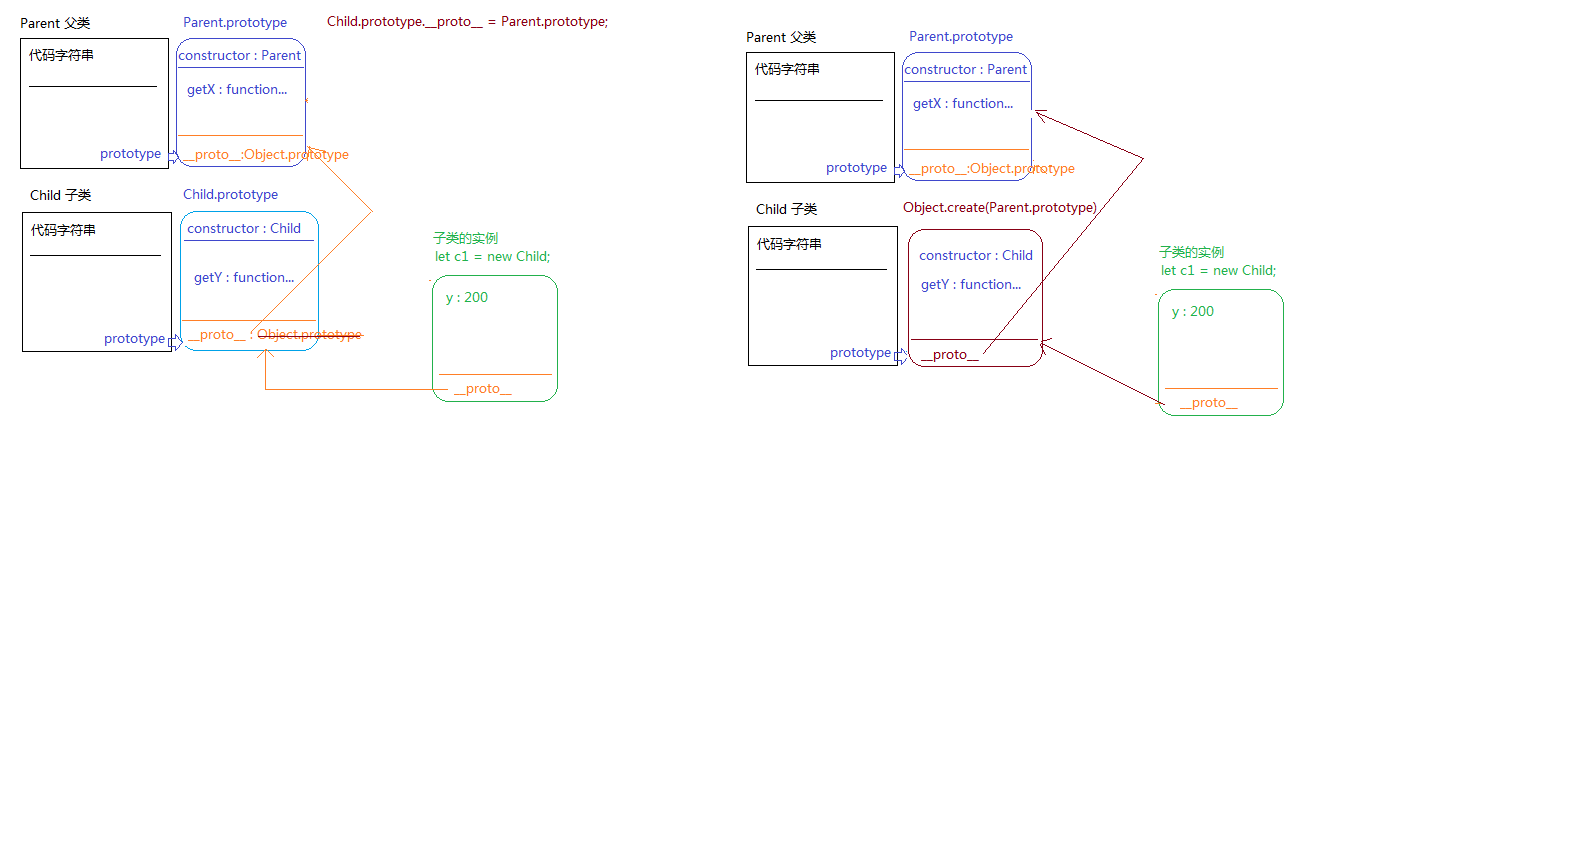 Parent 父类
Parent.prototype
Child.prototype.__proto__ = Parent.prototype;
代码字符串
constructor : Parent
getX : function...
prototype
__proto__:Object.prototype
Child 子类
Child.prototype
代码字符串
constructor : Child
getY : function...
prototype
__proto__ : Object.prototype
子类的实例
let c1 = new Child;
y : 200
__proto__
Parent 父类
Parent.prototype
代码字符串
constructor : Parent
getX : function...
prototype
__proto__:Object.prototype
Child 子类
Object.create(Parent.prototype)
代码字符串
constructor : Child
getY : function...
prototype
__proto__
子类的实例
let c1 = new Child;
y : 200
__proto__